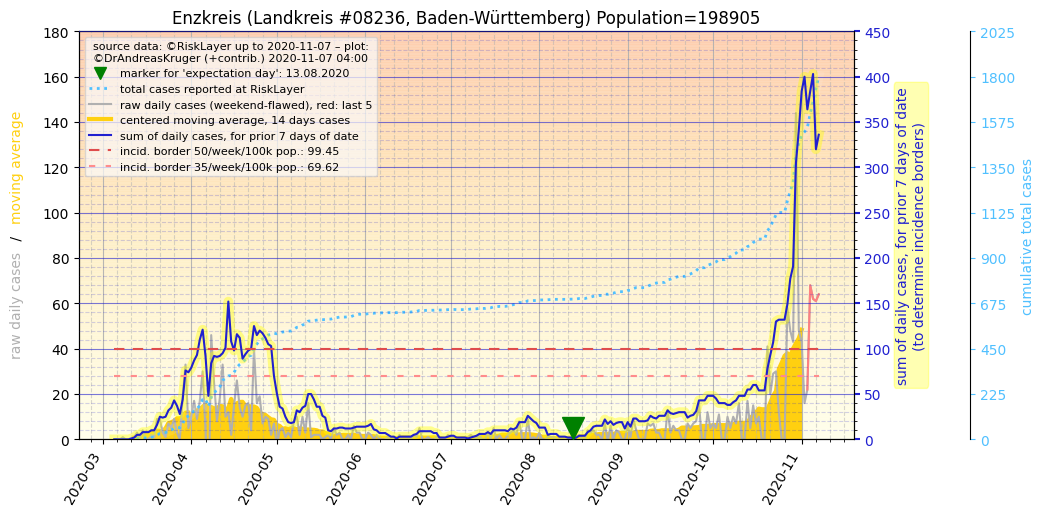 Enzkreis (Landkreis #08236, Baden-Württemberg) Population=198905
source data: ©RiskLayer up to 2020-11-07 – plot:
©DrAndreasKruger (+contrib.) 2020-11-07 04:00
marker for 'expectation day': 13.08.2020
total cases reported at RiskLayer
raw daily cases (weekend-flawed), red: last 5
centered moving average, 14 days cases
sum of daily cases, for prior 7 days of date
incid. border 50/week/100k pop.: 99.45
incid. border 35/week/100k pop.: 69.62
raw daily cases / moving average
180
160
140
120
100
80
60
40
20
0
2020-03
2020-04
2020-05
2020-06
2020-07
2020-08
2020-09
2020-10
2020-11
450
400
350
300
250
200
150
100
50
0
sum of daily cases, for prior 7 days of date
(to determine incidence borders)
2025
1800
1575
1350
1125
900
675
450
225
0
cumulative total cases